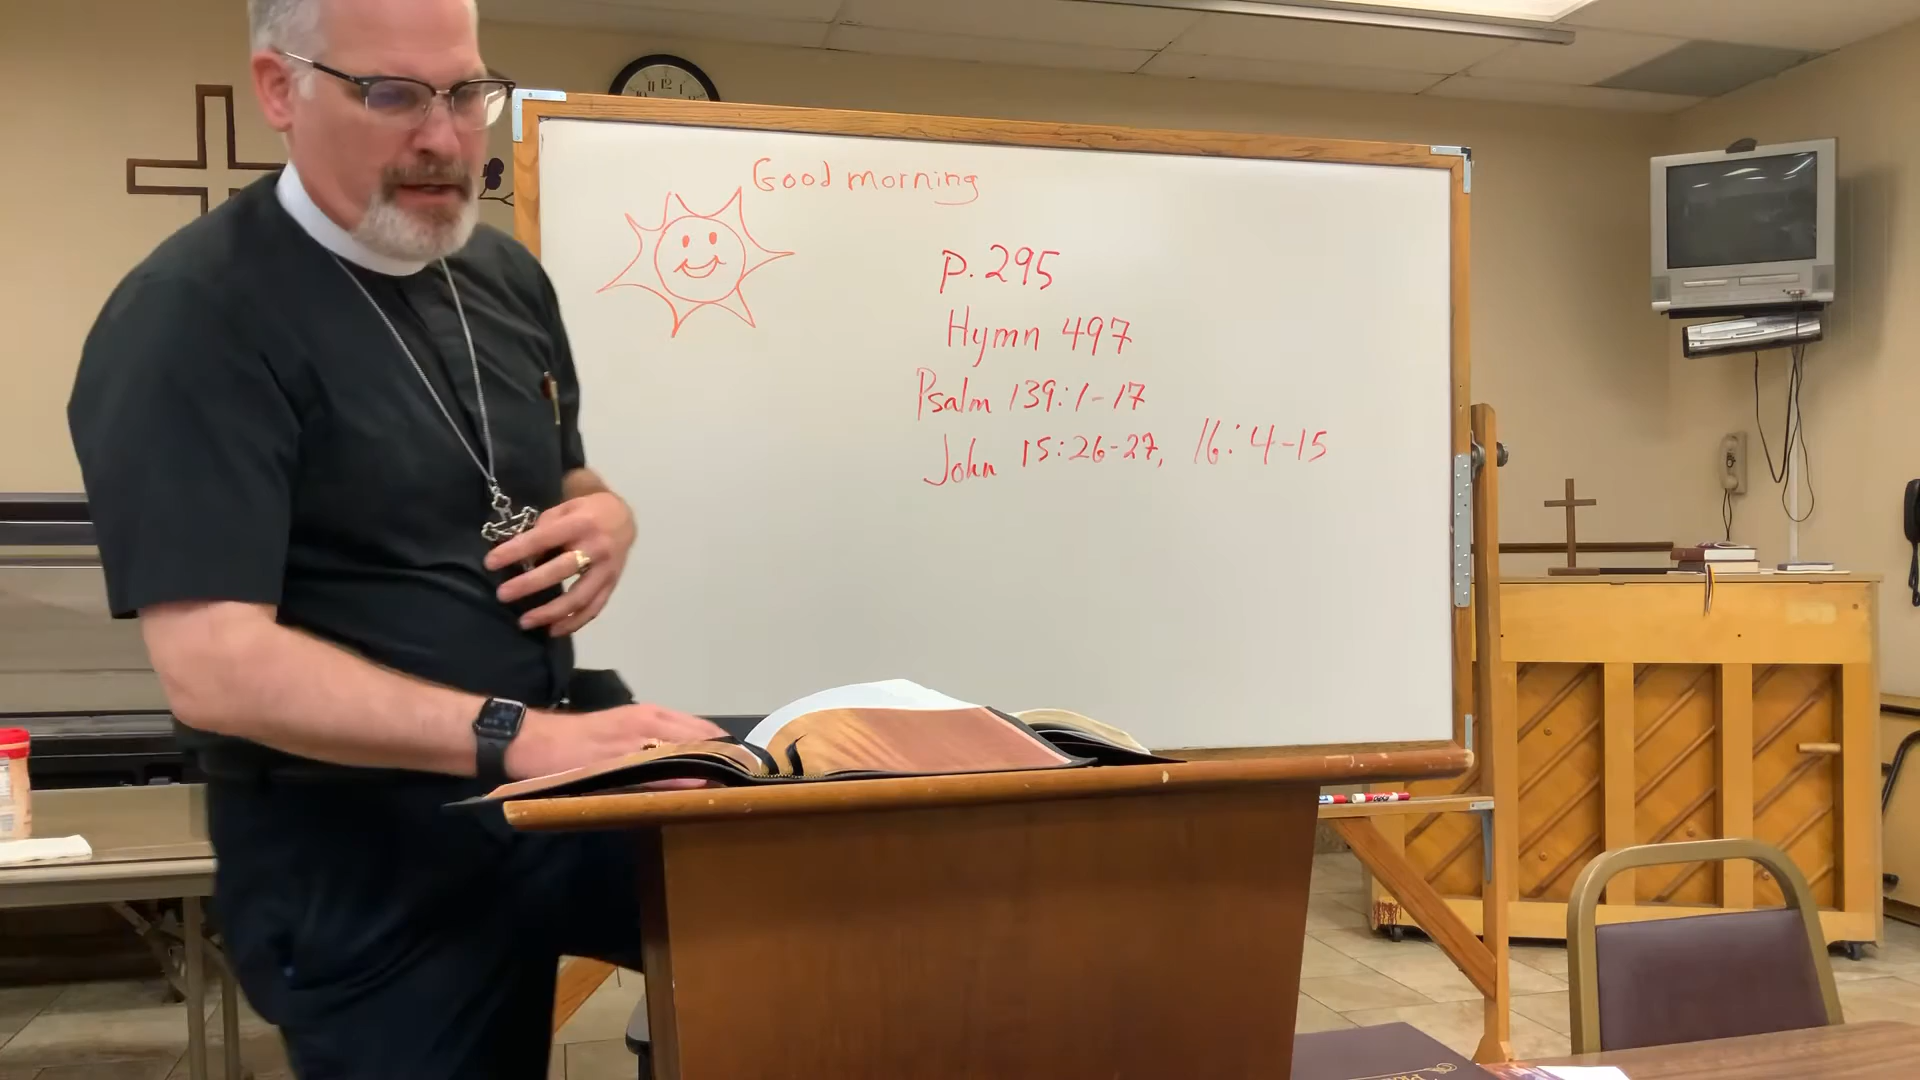 Good morning
p. 295
Hymn 497
Psalm 139:1-17
John 15:26-27, 16:4-15